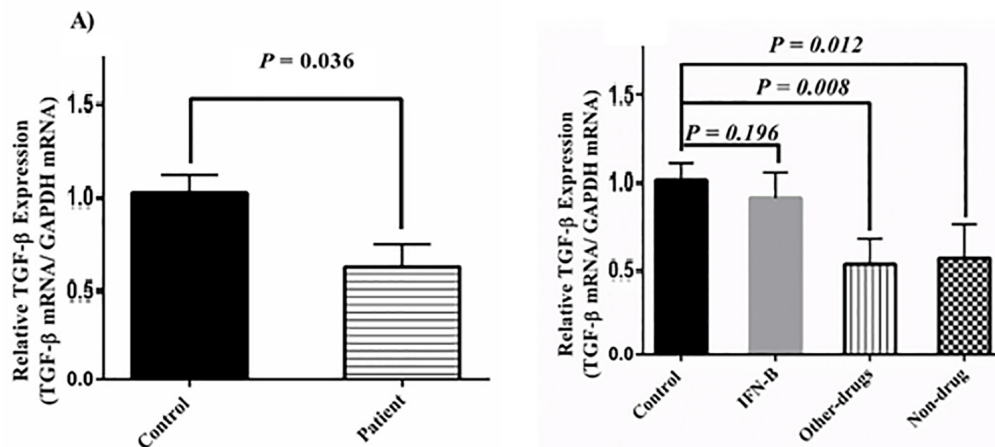 A)
P = 0.036
Relative TGF-β Expression
(TGF-β mRNA/ GAPDH mRNA)
1.5
1.0
0.5
0.0
Control
Patient
P = 0.012
P = 0.008
P = 0.196
Relative TGF-β Expression
(TGF-β mRNA/ GAPDH mRNA)
1.5
1.0
0.5
0.0
Control
IFN-B
Other-drugs
Non-drug